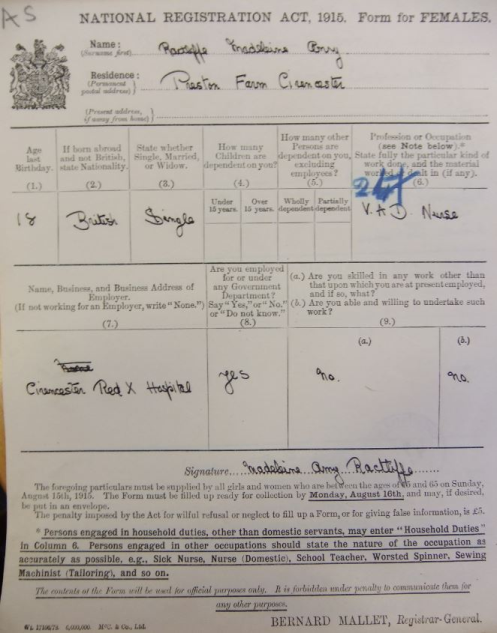 AS
NATIONAL REGISTRATION ACT, 1915. Form for FEMALES.
Name:
(Surname first)
Ractliffe Madeleine Amy.
Residence:
(Permanent
postal address)
Preston Farm Cirencester
(Present address,
if away from home)
Age
last
Birthday.
(1.)
If born abroad
and not British,
state Nationality.
(2.)
State whether
Single, Married,
or Widow.
(3.)
How many
Children are
dependent on you?
(4.)
How many other
Persons are
dependent on you,
excluding
employees?
(5.)
Profession or Occupation
(see Note below).*
State fully the particular kind of
work done, and the material
worked or dealt in (if any).
(6.)
Under
15 years.
Over
15 years.
Wholly
dependent
Partially
dependent.
18
British
Single
V.A.D. Nurse
Name, Business, and Business Address of
Employer.
(If not working for an Employer, write "None.")
(7.)
Are you employed
for or under
any Government
Department?
Say "Yes," or "No,"
or "Do not know."
(8.)
(a.) Are you skilled in any work other than
that upon which you are at present employed,
and if so, what?
(b.) Are you able and willing to undertake such
work?
(9.)
(a.)
(b.)
Cirencester Red X Hospital
yes
no.
no.
Signature.....Madeleine Amy Ractliffe
The foregoing particulars must be supplied by all girls and women who are between the ages of 15 and 65 on Sunday,
August 15th, 1915. The Form must be filled up ready for collection by Monday, August 16th, and may, if desired,
be put in an envelope.
The penalty imposed by the Act for wilful refusal or neglect to fill up a Form, or for giving false information, is £5.
* Persons engaged in household duties, other than domestic servants, may enter "Household Duties"
in Column 6. Persons engaged in other occupations should state the nature of the occupation as
accurately as possible, e.g., Sick Nurse, Nurse (Domestic), School Teacher, Worsted Spinner, Sewing
Machinist (Tailoring), and so on.
The contents of the Form will be used for official purposes only. It is forbidden under penalty to communicate them for
any other purposes.
BERNARD MALLET, Registrar-General.